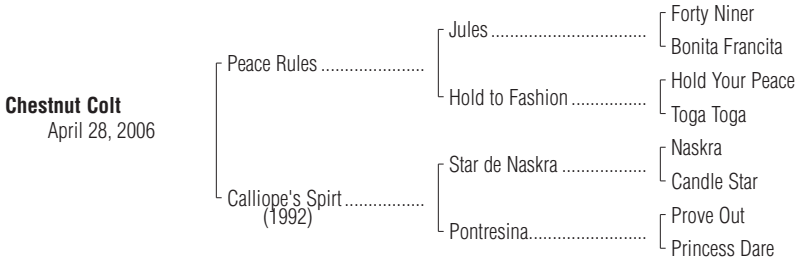 Forty Niner
Jules
Bonita Francita
Peace Rules
Hold Your Peace
Hold to Fashion
Toga Toga
Chestnut Colt
April 28, 2006
Naskra
Star de Naskra
Candle Star
Calliope's Spirt
(1992)
Prove Out
Pontresina
Princess Dare